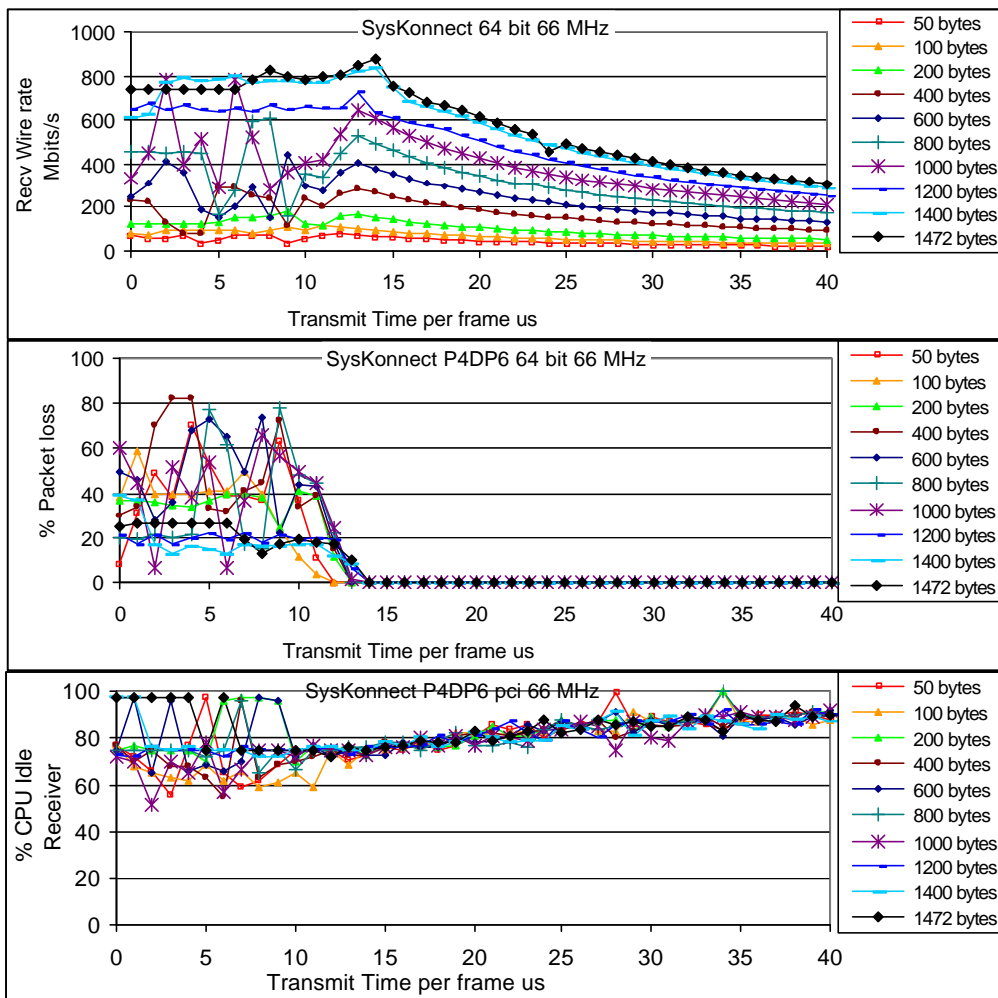 SysKonnect 64 bit 66 MHz
1000
800
600
400
200
0
Recv Wire rate
Mbits/s
0 5 10 15 20 25 30 35 40
Transmit Time per frame us
50 bytes
100 bytes
200 bytes
400 bytes
600 bytes
800 bytes
1000 bytes
1200 bytes
1400 bytes
1472 bytes
SysKonnect P4DP6 64 bit 66 MHz
100
80
60
40
20
0
% Packet loss
0 5 10 15 20 25 30 35 40
Transmit Time per frame us
50 bytes
100 bytes
200 bytes
400 bytes
600 bytes
800 bytes
1000 bytes
1200 bytes
1400 bytes
1472 bytes
SysKonnect P4DP6 pci 66 MHz
100
80
60
40
20
0
% CPU Idle
Receiver
0 5 10 15 20 25 30 35 40
Transmit Time per frame us
50 bytes
100 bytes
200 bytes
400 bytes
600 bytes
800 bytes
1000 bytes
1200 bytes
1400 bytes
1472 bytes